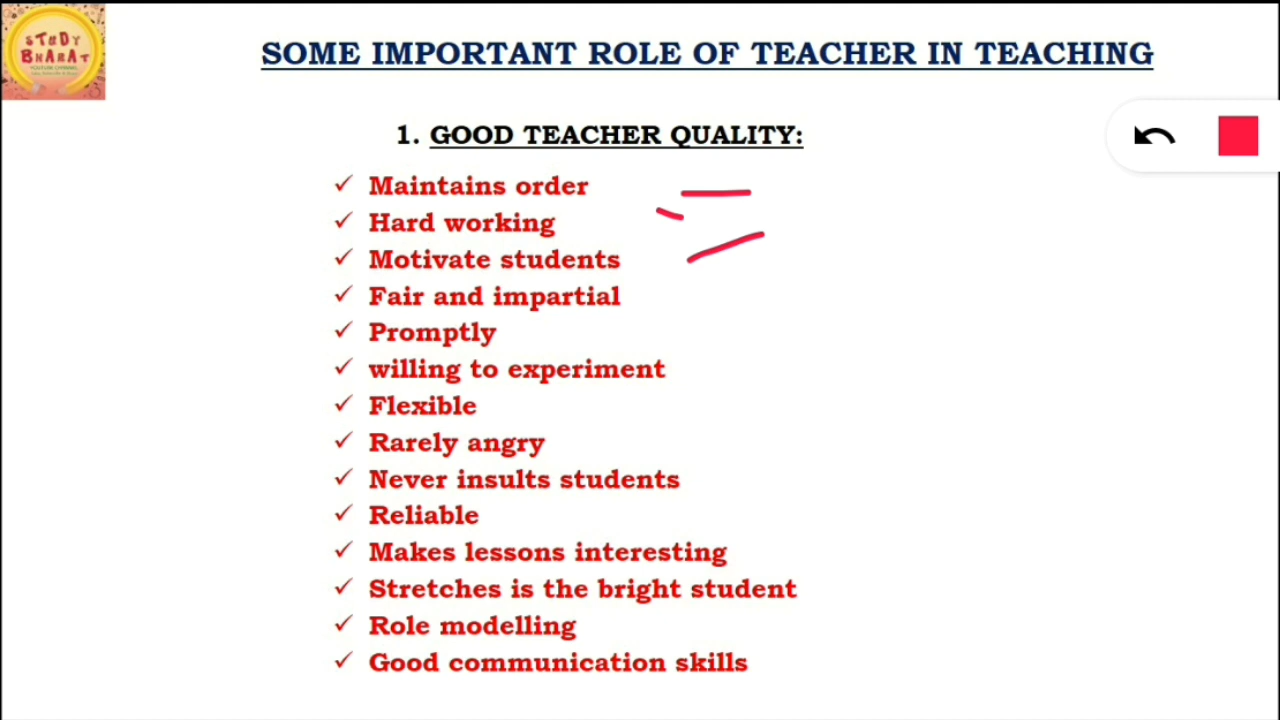 STUDY
BHARAT
YOUTUBE CHANNEL
SOME IMPORTANT ROLE OF TEACHER IN TEACHING
1. GOOD TEACHER QUALITY:
✓ Maintains order
✓ Hard working
✓ Motivate students
✓ Fair and impartial
✓ Promptly
✓ willing to experiment
✓ Flexible
✓ Rarely angry
✓ Never insults students
✓ Reliable
✓ Makes lessons interesting
✓ Stretches is the bright student
✓ Role modelling
✓ Good communication skills